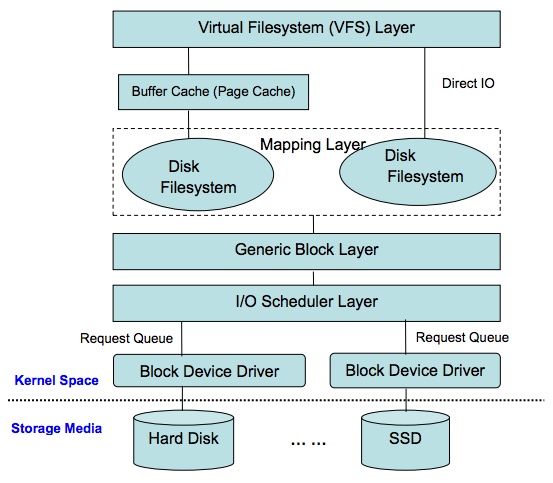 Virtual Filesystem (VFS) Layer
Buffer Cache (Page Cache)
Direct IO
Mapping Layer
Disk
Filesystem
Disk
Filesystem
Generic Block Layer
I/O Scheduler Layer
Request Queue
Request Queue
Block Device Driver
Block Device Driver
Kernel Space
Storage Media
Hard Disk
... ...
SSD